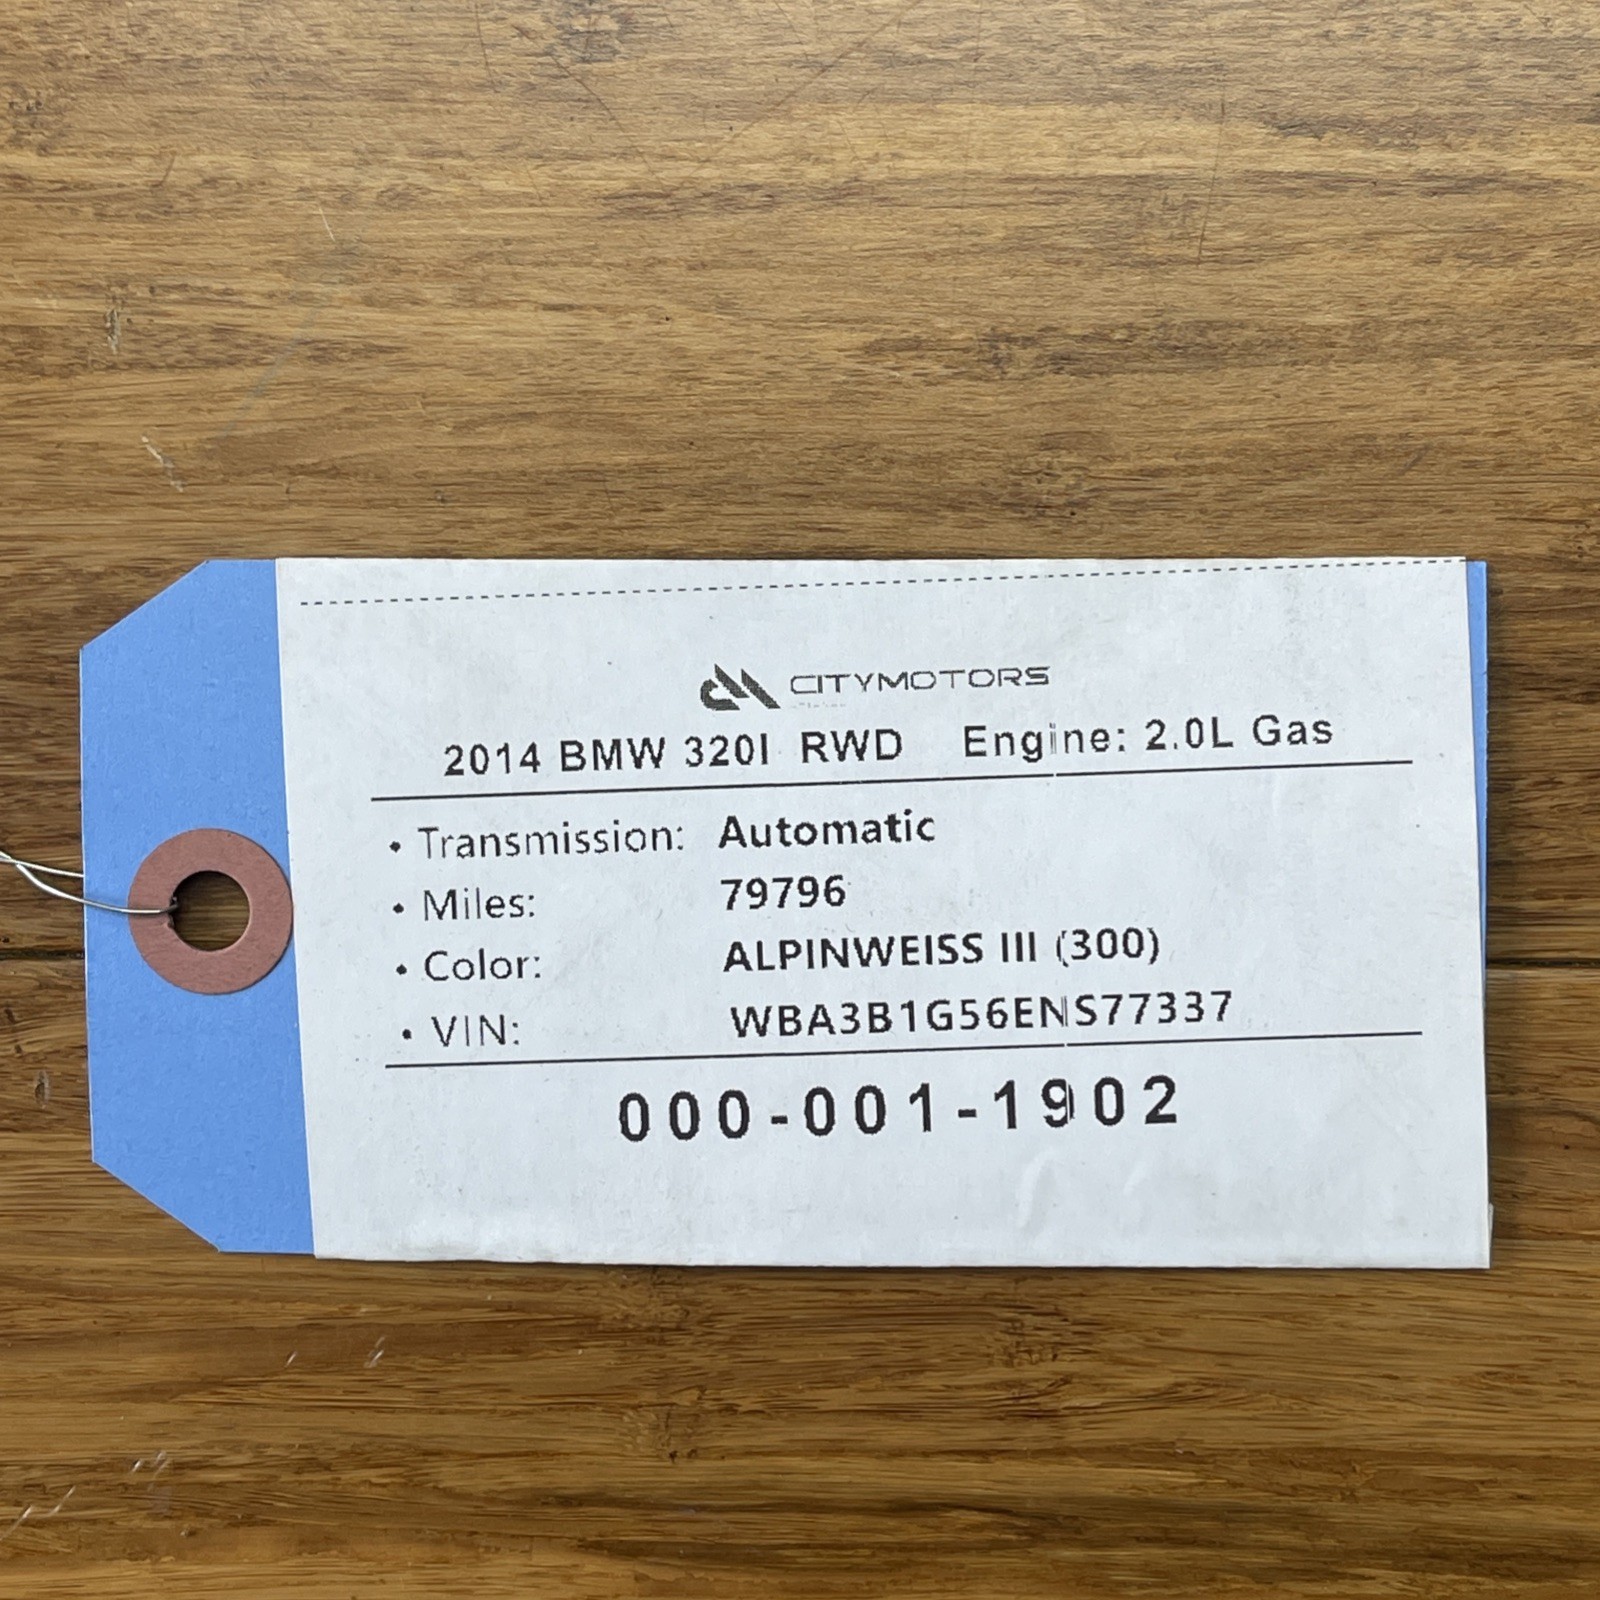 CITYMOTORS
2014 BMW 320I RWD Engine: 2.0L Gas
• Transmission: Automatic
• Miles: 79796
• Color: ALPINWEISS III (300)
• VIN: WBA3B1G56ENS77337
000-001-1902